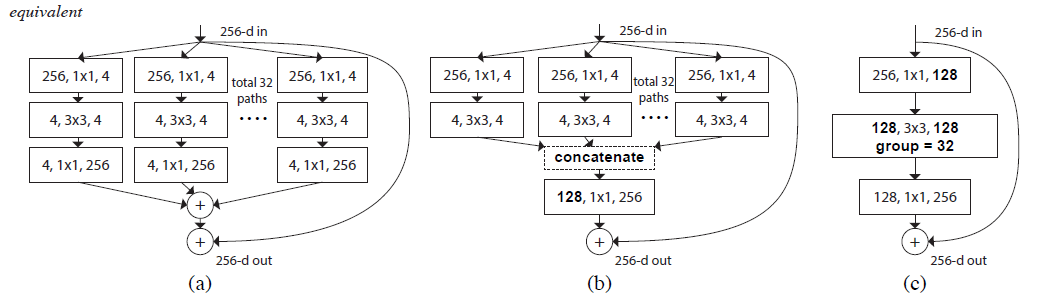 equivalent
256-d in
256, 1x1, 4
256, 1x1, 4
total 32
paths
....
256, 1x1, 4
4, 3x3, 4
4, 3x3, 4
4, 3x3, 4
4, 1x1, 256
4, 1x1, 256
4, 1x1, 256
+
+
256-d out
(a)
256-d in
256, 1x1, 4
256, 1x1, 4
total 32
paths
....
256, 1x1, 4
4, 3x3, 4
4, 3x3, 4
4, 3x3, 4
concatenate
128, 1x1, 256
+
256-d out
(b)
256-d in
256, 1x1, 128
128, 3x3, 128
group = 32
128, 1x1, 256
+
256-d out
(c)